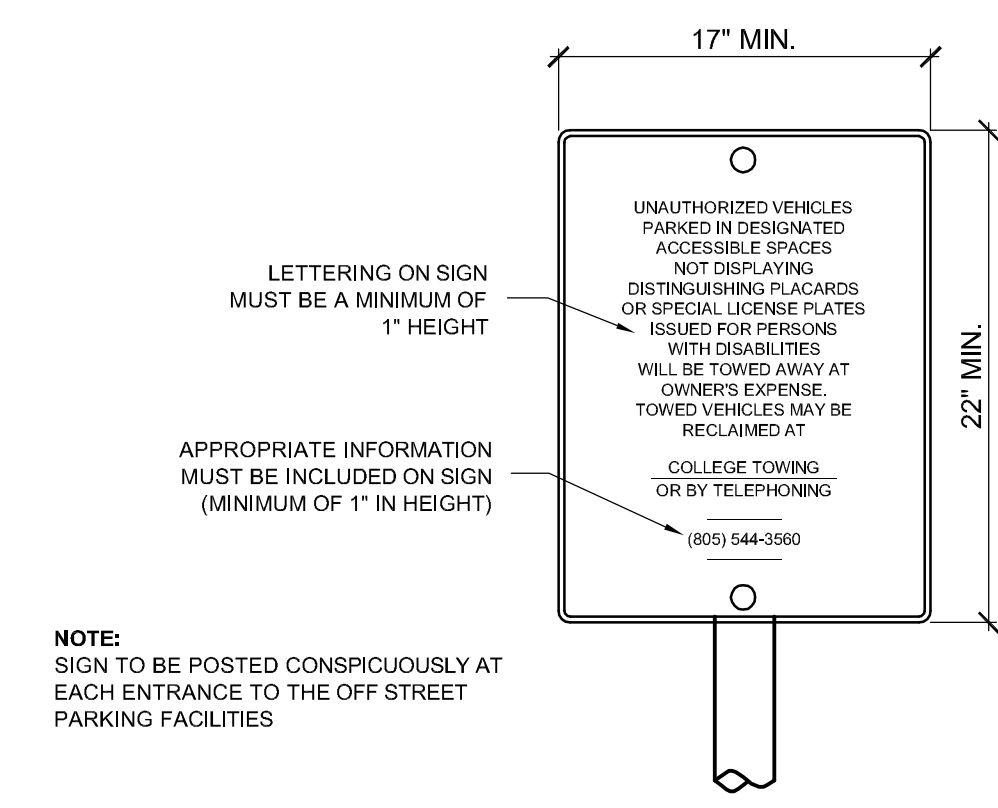 17" MIN.
UNAUTHORIZED VEHICLES
PARKED IN DESIGNATED
ACCESSIBLE SPACES
NOT DISPLAYING
DISTINGUISHING PLACARDS
OR SPECIAL LICENSE PLATES
ISSUED FOR PERSONS
WITH DISABILITIES
WILL BE TOWED AWAY AT
OWNER'S EXPENSE.
TOWED VEHICLES MAY BE
RECLAIMED AT
COLLEGE TOWING
OR BY TELEPHONING
(805) 544-3560
22" MIN.
LETTERING ON SIGN
MUST BE A MINIMUM OF
1" HEIGHT
APPROPRIATE INFORMATION
MUST BE INCLUDED ON SIGN
(MINIMUM OF 1" IN HEIGHT)
NOTE:
SIGN TO BE POSTED CONSPICUOUSLY AT
EACH ENTRANCE TO THE OFF STREET
PARKING FACILITIES